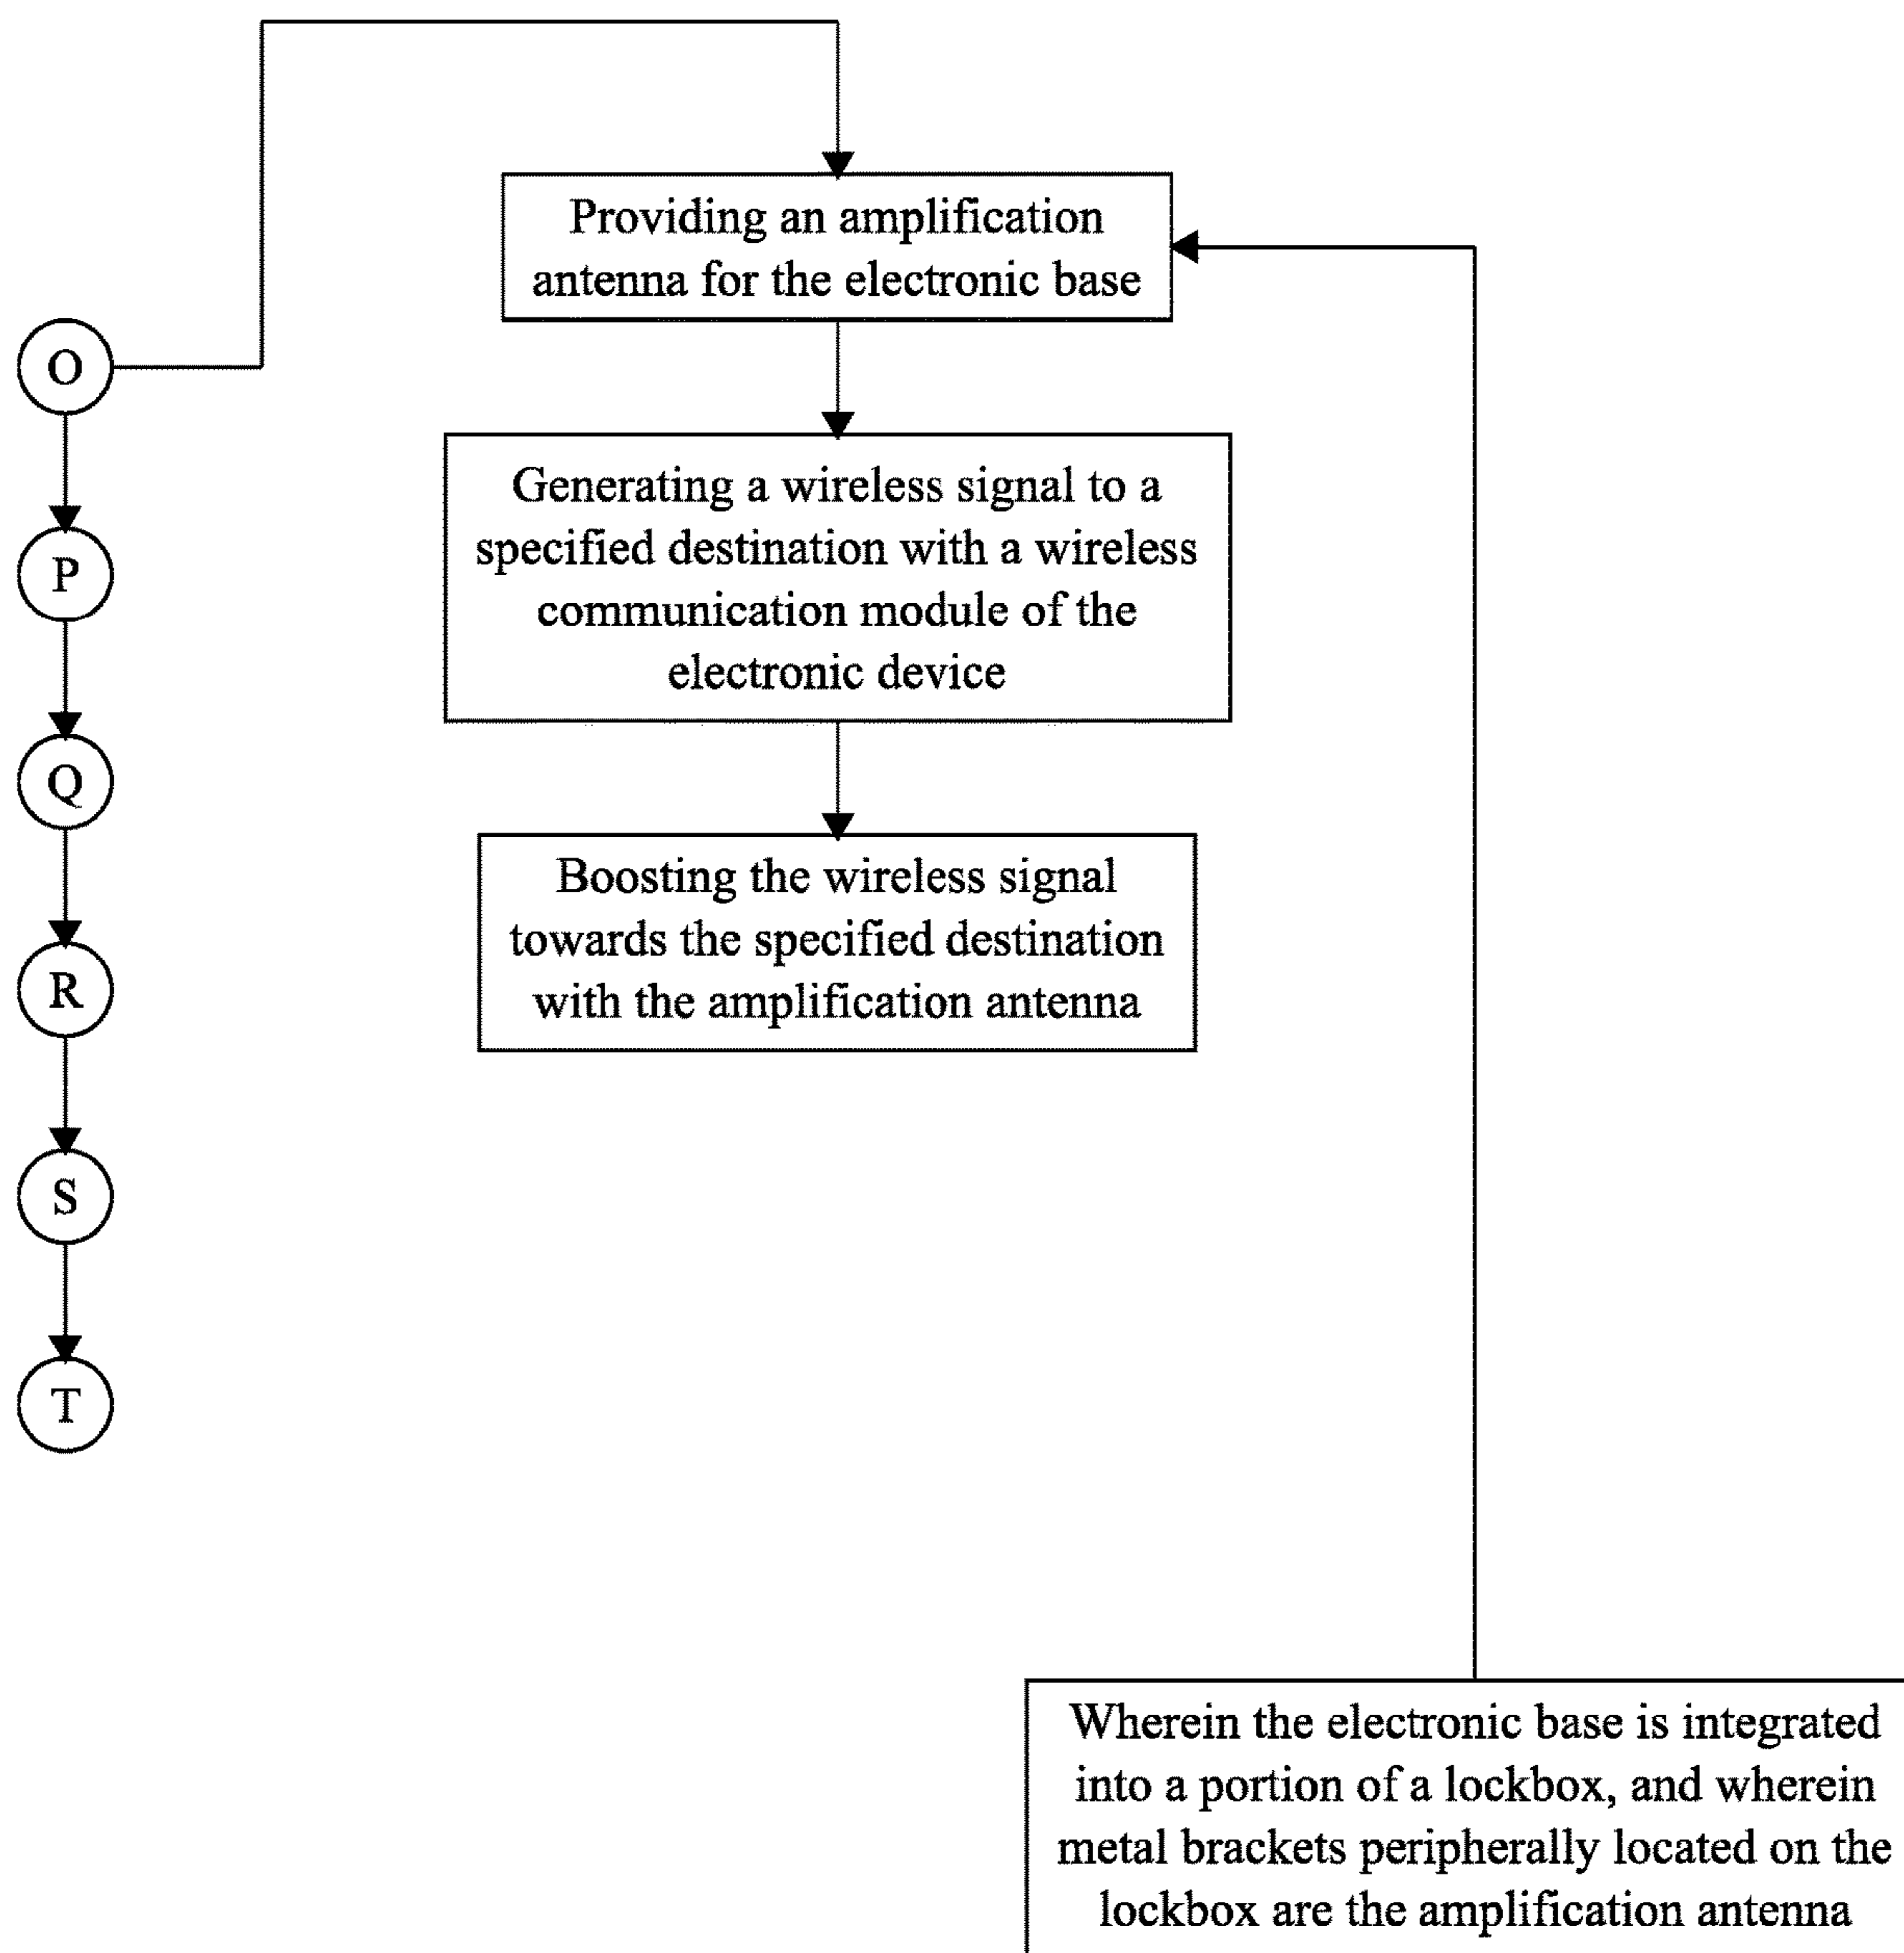 Providing an amplification
antenna for the electronic base
O
Generating a wireless signal to a
specified destination with a wireless
communication module of the
electronic device
P
Q
Boosting the wireless signal
towards the specified destination
with the amplification antenna
R
S
T
Wherein the electronic base is integrated
into a portion of a lockbox, and wherein
metal brackets peripherally located on the
lockbox are the amplification antenna